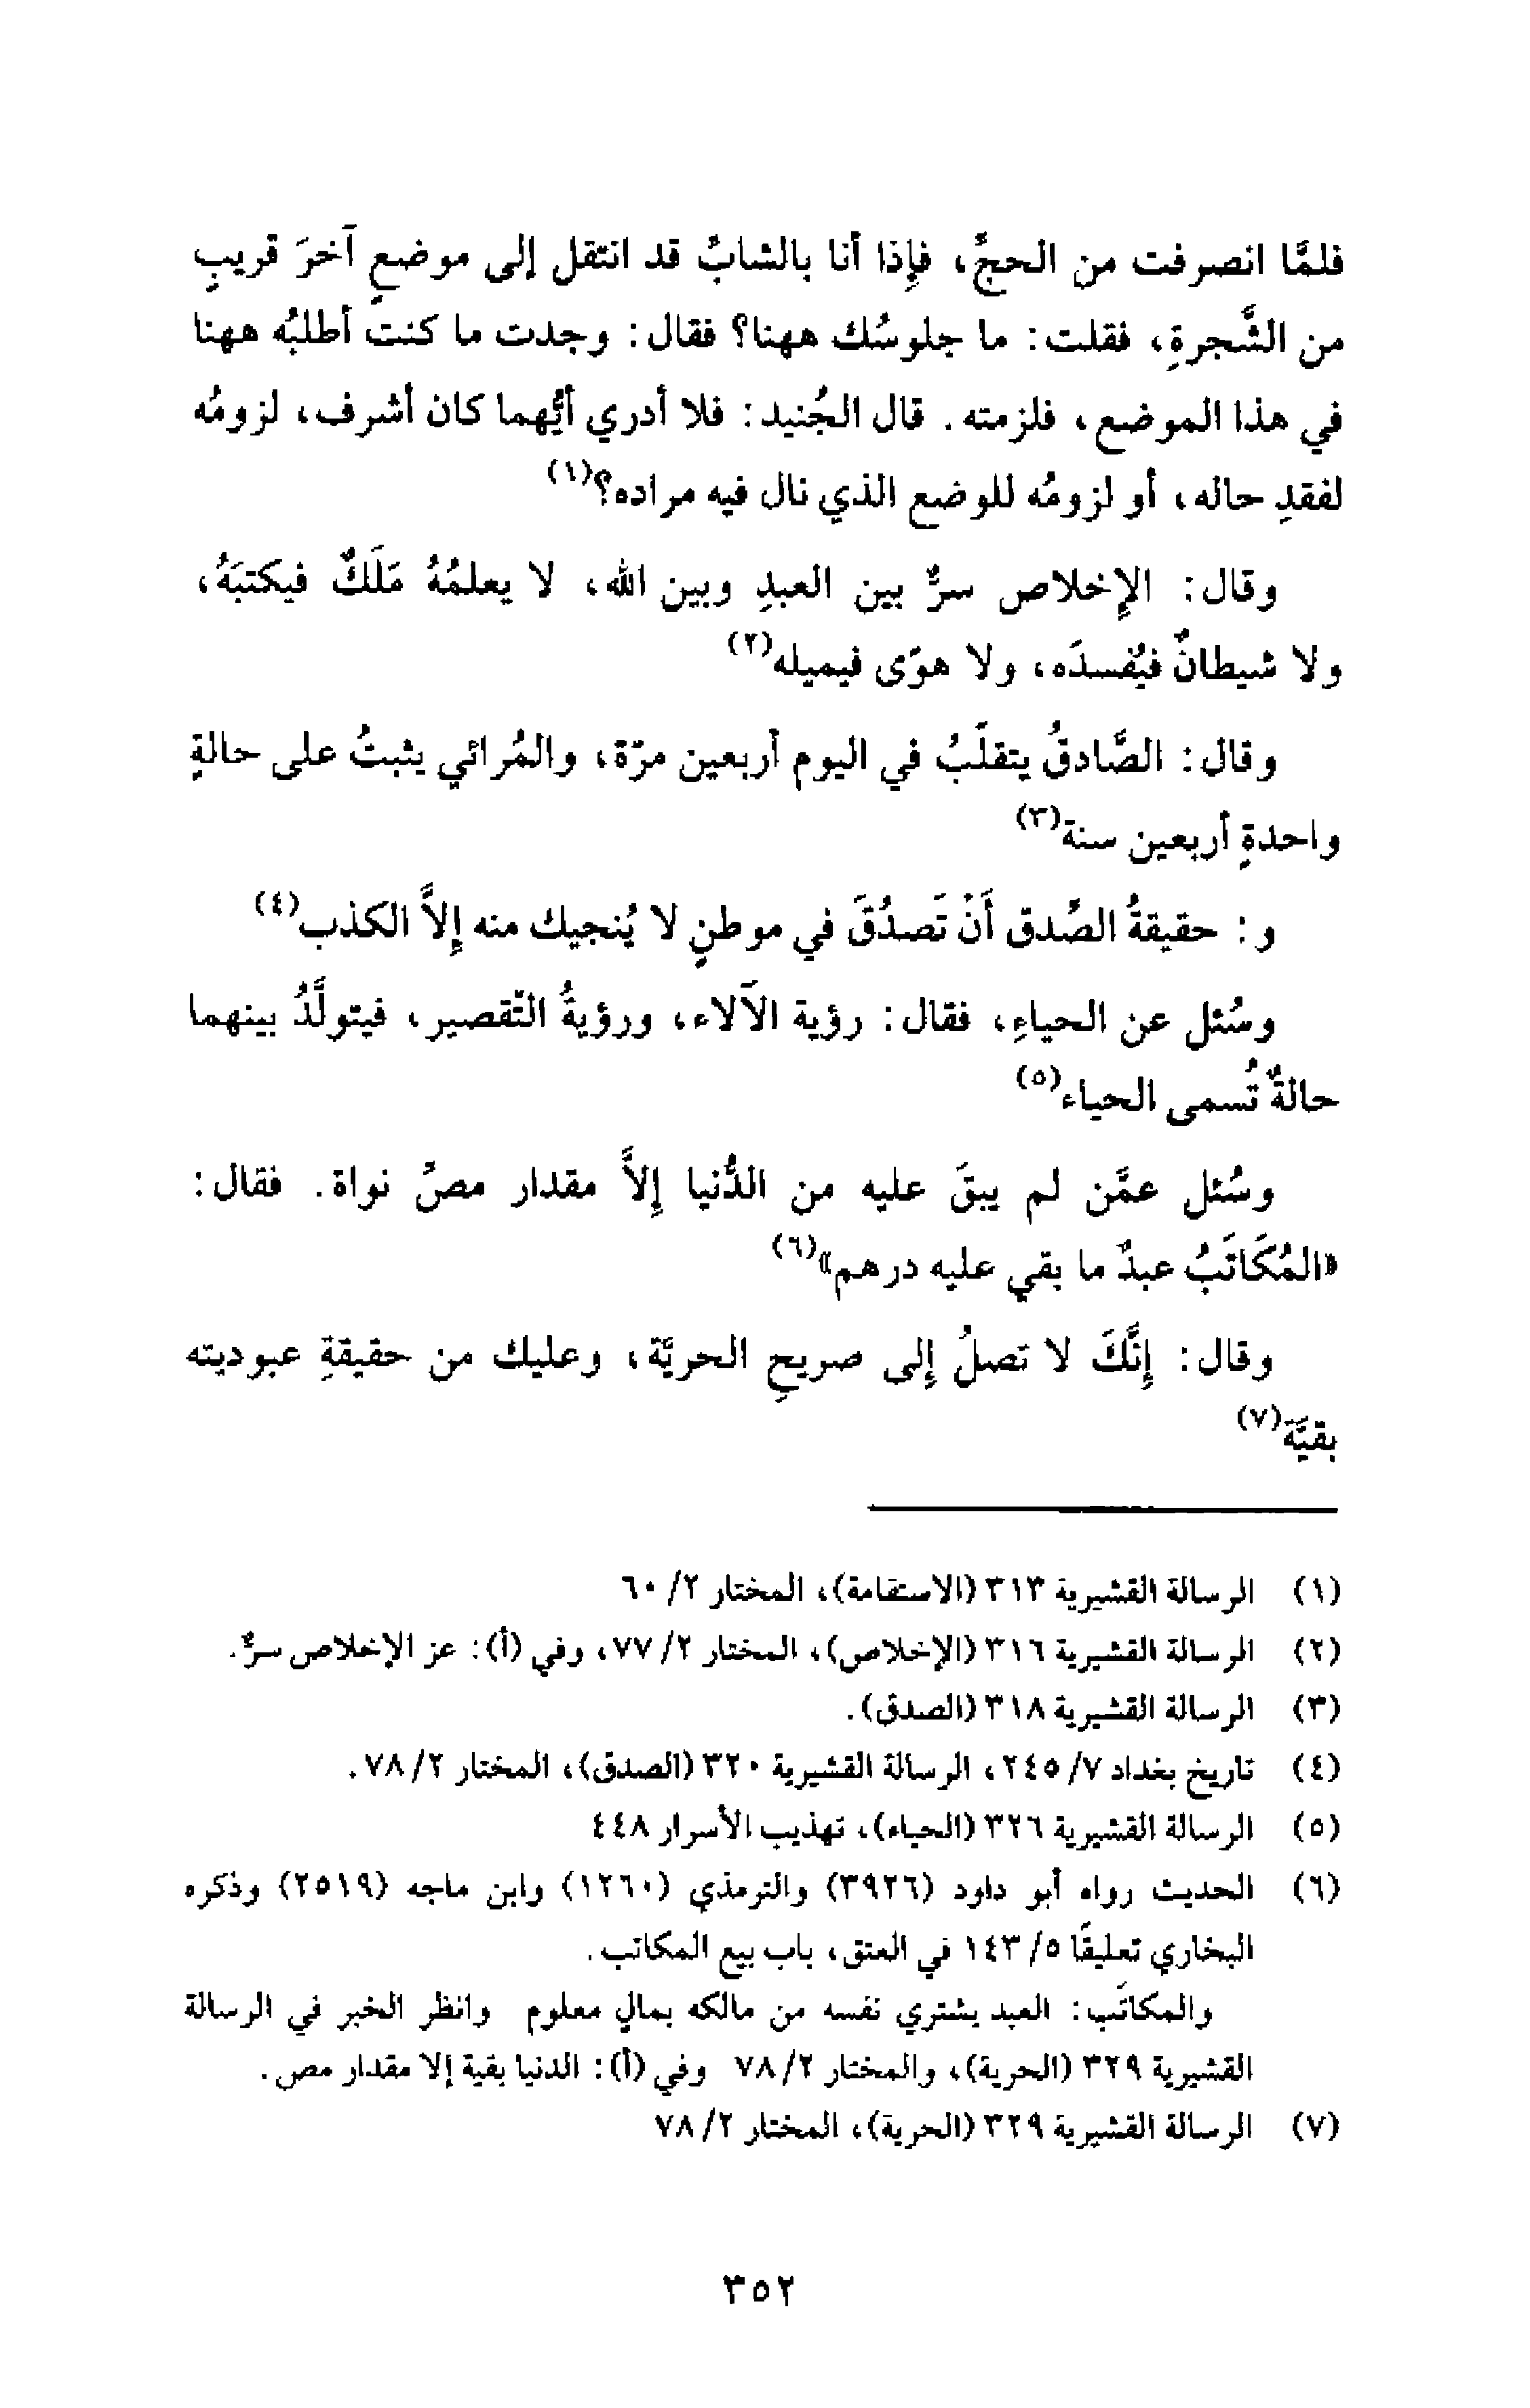 فلمَّا انصرفت من الحجِّ، فإِذا أنا بالشابِّ قد انتقل إِلى موضعٍ آخرَ قريبٍ
من الشَّجرةِ، فقلت: ما جلوسُك ههنا؟ فقال: وجدت ما كنت أطلبُه ههنا
في هذا الموضع، فلزمته. قال الجُنيد: فلا أدري أيُّهما كان أشرف، لزومُه
لفقدِ حاله، أو لزومُه للوضع الذي نال فيه مراده؟(١)
وقال: الإِخلاص سرٌّ بين العبدِ وبين الله، لا يعلمُهُ مَلَكٌ فيكتبَهُ،
ولا شيطانٌ فيُفسدَه، ولا هوًى فيميله(٢)
وقال: الصَّادقُ يتقلَّبُ في اليوم أربعين مرّة، والمُرائي يثبتُ على حالةٍ
واحدةٍ أربعين سنة(٣)
و: حقيقةُ الصِّدق أَنْ تَصدُقَ في موطنٍ لا يُنجيك منه إِلاَّ الكذب(٤)
وسُئل عن الحياءِ، فقال: رؤية الآلاء، ورؤيةُ التَّقصير، فيتولَّدُ بينهما
حالةٌ تُسمى الحياء(٥)
وسُئل عمَّن لم يبقَ عليه من الدُّنيا إِلاَّ مقدار مصِّ نواة. فقال:
«المُكَاتَبُ عبدٌ ما بقي عليه درهم»(٦)
وقال: إِنَّكَ لا تصلُ إِلى صريحِ الحريَّة، وعليك من حقيقةِ عبوديته
بقيَّة(٧)
(١) الرسالة القشيرية ٣١٣ (الاستقامة)، المختار ٢/ ٦٠
(٢) الرسالة القشيرية ٣١٦ (الإخلاص)، المختار ٢/ ٧٧، وفي (أ): عز الإخلاص سرٌّ.
(٣) الرسالة القشيرية ٣١٨ (الصدق).
(٤) تاريخ بغداد ٧/ ٢٤٥، الرسالة القشيرية ٣٢٠ (الصدق)، المختار ٢/ ٧٨.
(٥) الرسالة القشيرية ٣٢٦ (الحياء)، تهذيب الأسرار ٤٤٨
(٦) الحديث رواه أبو داود (٣٩٢٦) والترمذي (١٢٦٠) وابن ماجه (٢٥١٩) وذكره
البخاري تعليقًا ٥/ ١٤٣ في العتق، باب بيع المكاتب.
والمكاتَب: العبد يشتري نفسه من مالكه بمالٍ معلوم وانظر الخبر في الرسالة
القشيرية ٣٢٩ (الحرية)، والمختار ٢/ ٧٨ وفي (أ): الدنيا بقية إلا مقدار مص.
(٧) الرسالة القشيرية ٣٢٩ (الحرية)، المختار ٢/ ٧٨
٣٥٢